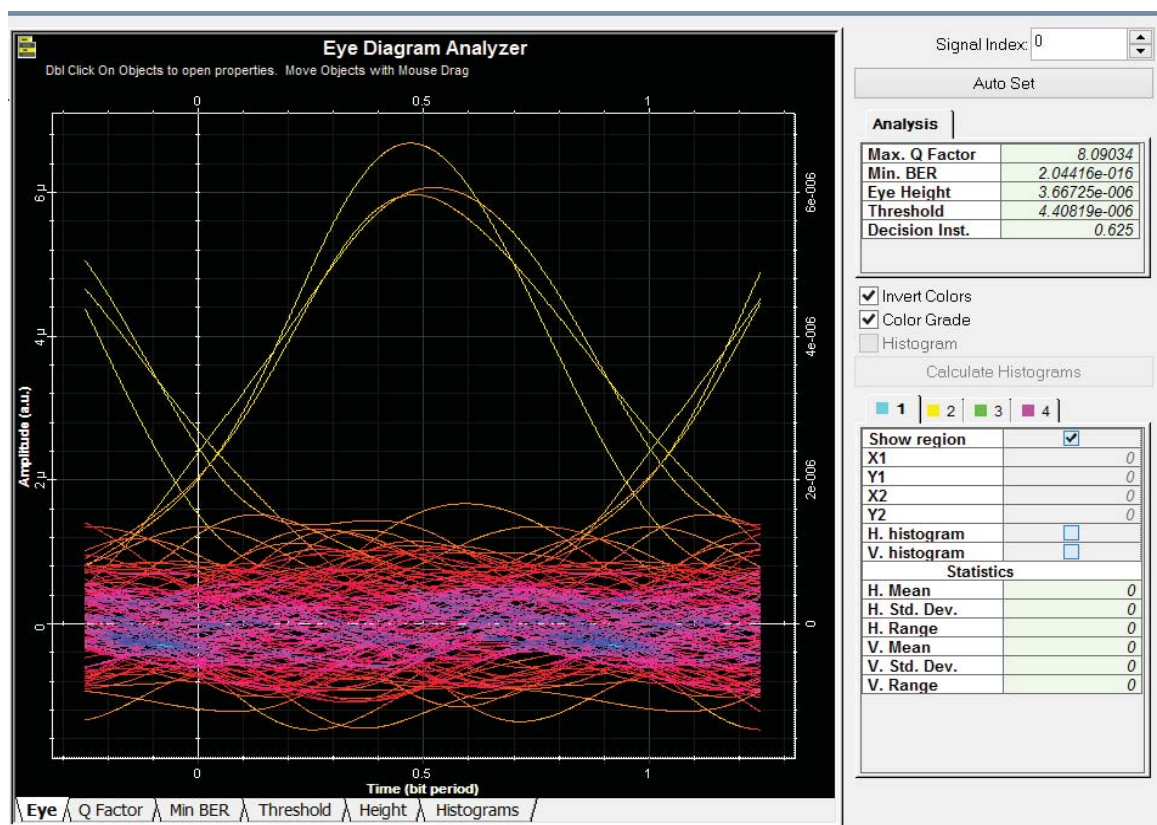 Eye Diagram Analyzer
Dbl Click On Objects to open properties. Move Objects with Mouse Drag
0 0.5 1
6 µ
4 µ
2 µ
0
Amplitude (a.u.)
6e-006
4e-006
2e-006
0
0 0.5 1
Time (bit period)
Eye Q Factor Min BER Threshold Height Histograms
Signal Index: 0
Auto Set
Analysis
Max. Q Factor 8.09034
Min. BER 2.04416e-016
Eye Height 3.66725e-006
Threshold 4.40819e-006
Decision Inst. 0.625
Invert Colors
Color Grade
Histogram
Calculate Histograms
1 2 3 4
Show region
X1 0
Y1 0
X2 0
Y2 0
H. histogram
V. histogram
Statistics
H. Mean 0
H. Std. Dev. 0
H. Range 0
V. Mean 0
V. Std. Dev. 0
V. Range 0